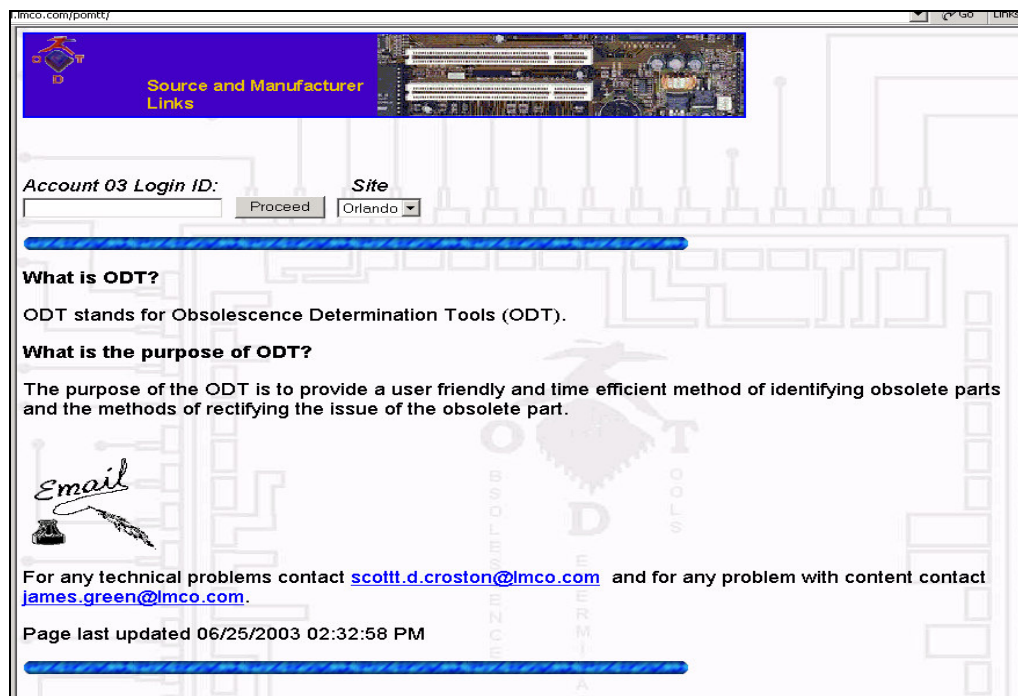 l.lmco.com/pomtt/ Go Links
O T
D
Source and Manufacturer
Links
Account 03 Login ID: Site
Proceed Orlando
What is ODT?
ODT stands for Obsolescence Determination Tools (ODT).
What is the purpose of ODT?
The purpose of the ODT is to provide a user friendly and time efficient method of identifying obsolete parts
and the methods of rectifying the issue of the obsolete part.
O T
D
BSOLESENCE
OOLS
ETERMINA
Email
For any technical problems contact scottt.d.croston@lmco.com and for any problem with content contact
james.green@lmco.com.
Page last updated 06/25/2003 02:32:58 PM